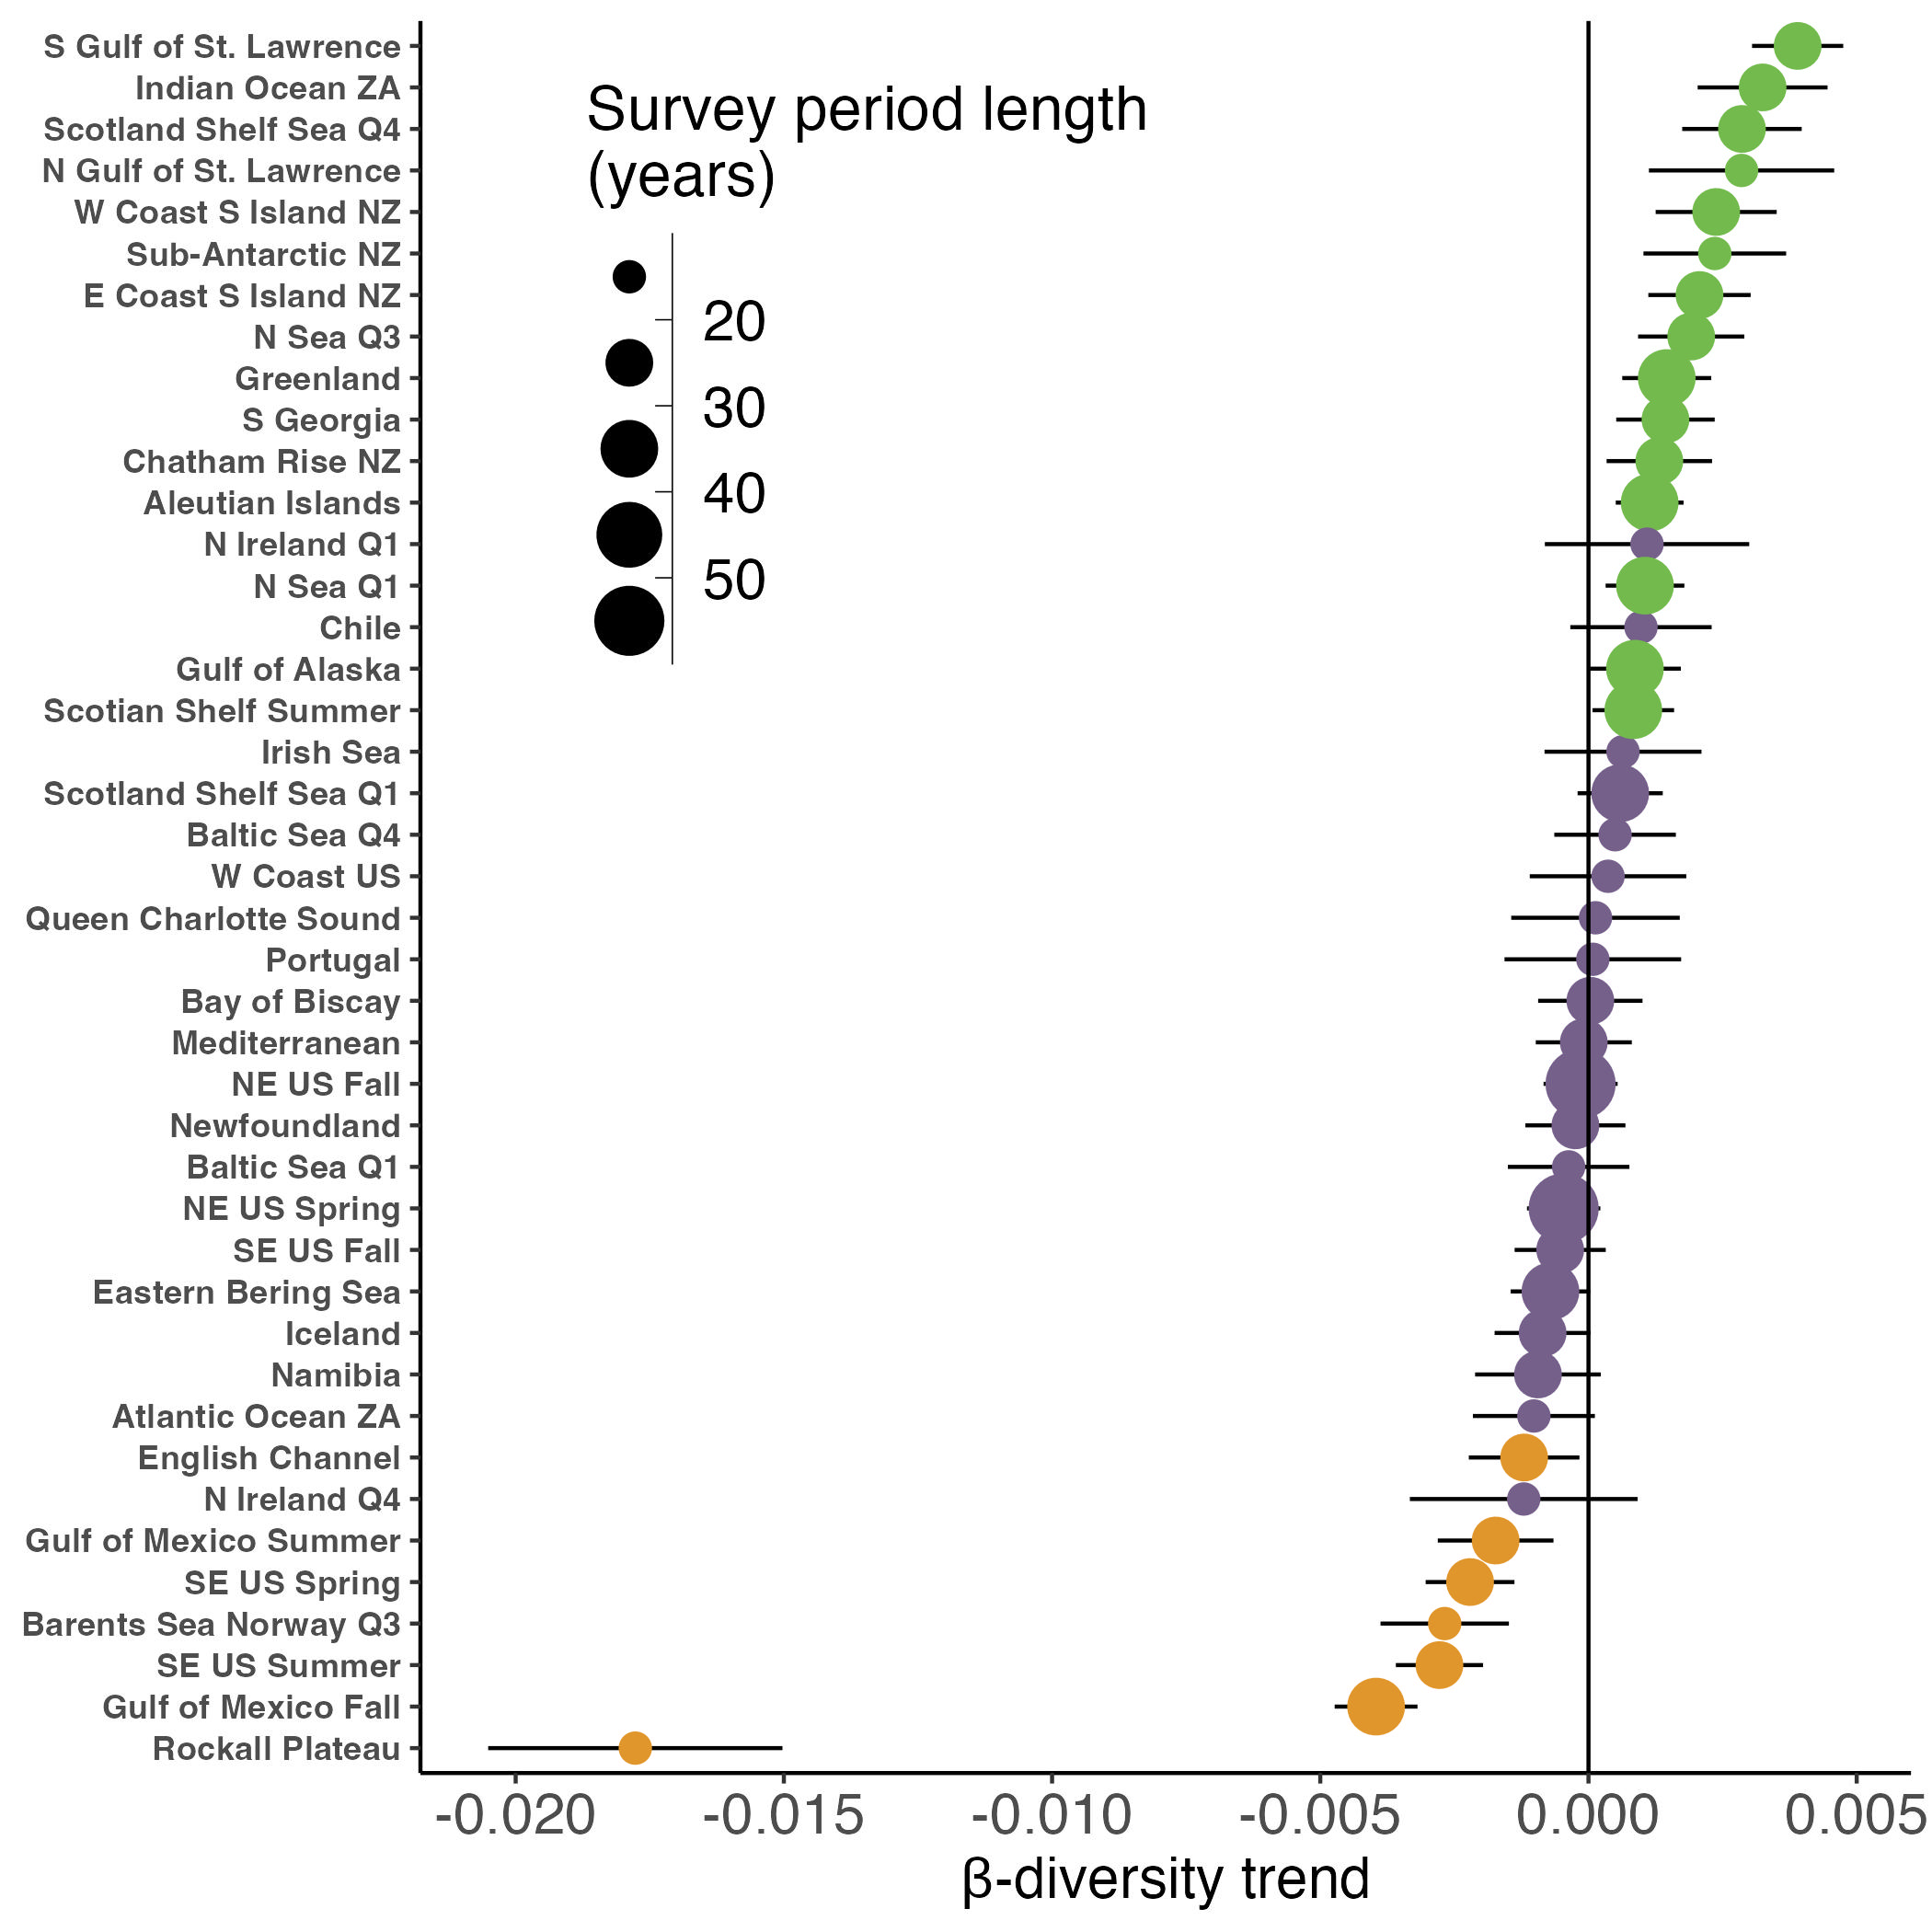 S Gulf of St. Lawrence
Indian Ocean ZA
Scotland Shelf Sea Q4
N Gulf of St. Lawrence
W Coast S Island NZ
Sub-Antarctic NZ
E Coast S Island NZ
N Sea Q3
Greenland
S Georgia
Chatham Rise NZ
Aleutian Islands
N Ireland Q1
N Sea Q1
Chile
Gulf of Alaska
Scotian Shelf Summer
Irish Sea
Scotland Shelf Sea Q1
Baltic Sea Q4
W Coast US
Queen Charlotte Sound
Portugal
Bay of Biscay
Mediterranean
NE US Fall
Newfoundland
Baltic Sea Q1
NE US Spring
SE US Fall
Eastern Bering Sea
Iceland
Namibia
Atlantic Ocean ZA
English Channel
N Ireland Q4
Gulf of Mexico Summer
SE US Spring
Barents Sea Norway Q3
SE US Summer
Gulf of Mexico Fall
Rockall Plateau
Survey period length
(years)
20
30
40
50
-0.020 -0.015 -0.010 -0.005 0.000 0.005
β-diversity trend